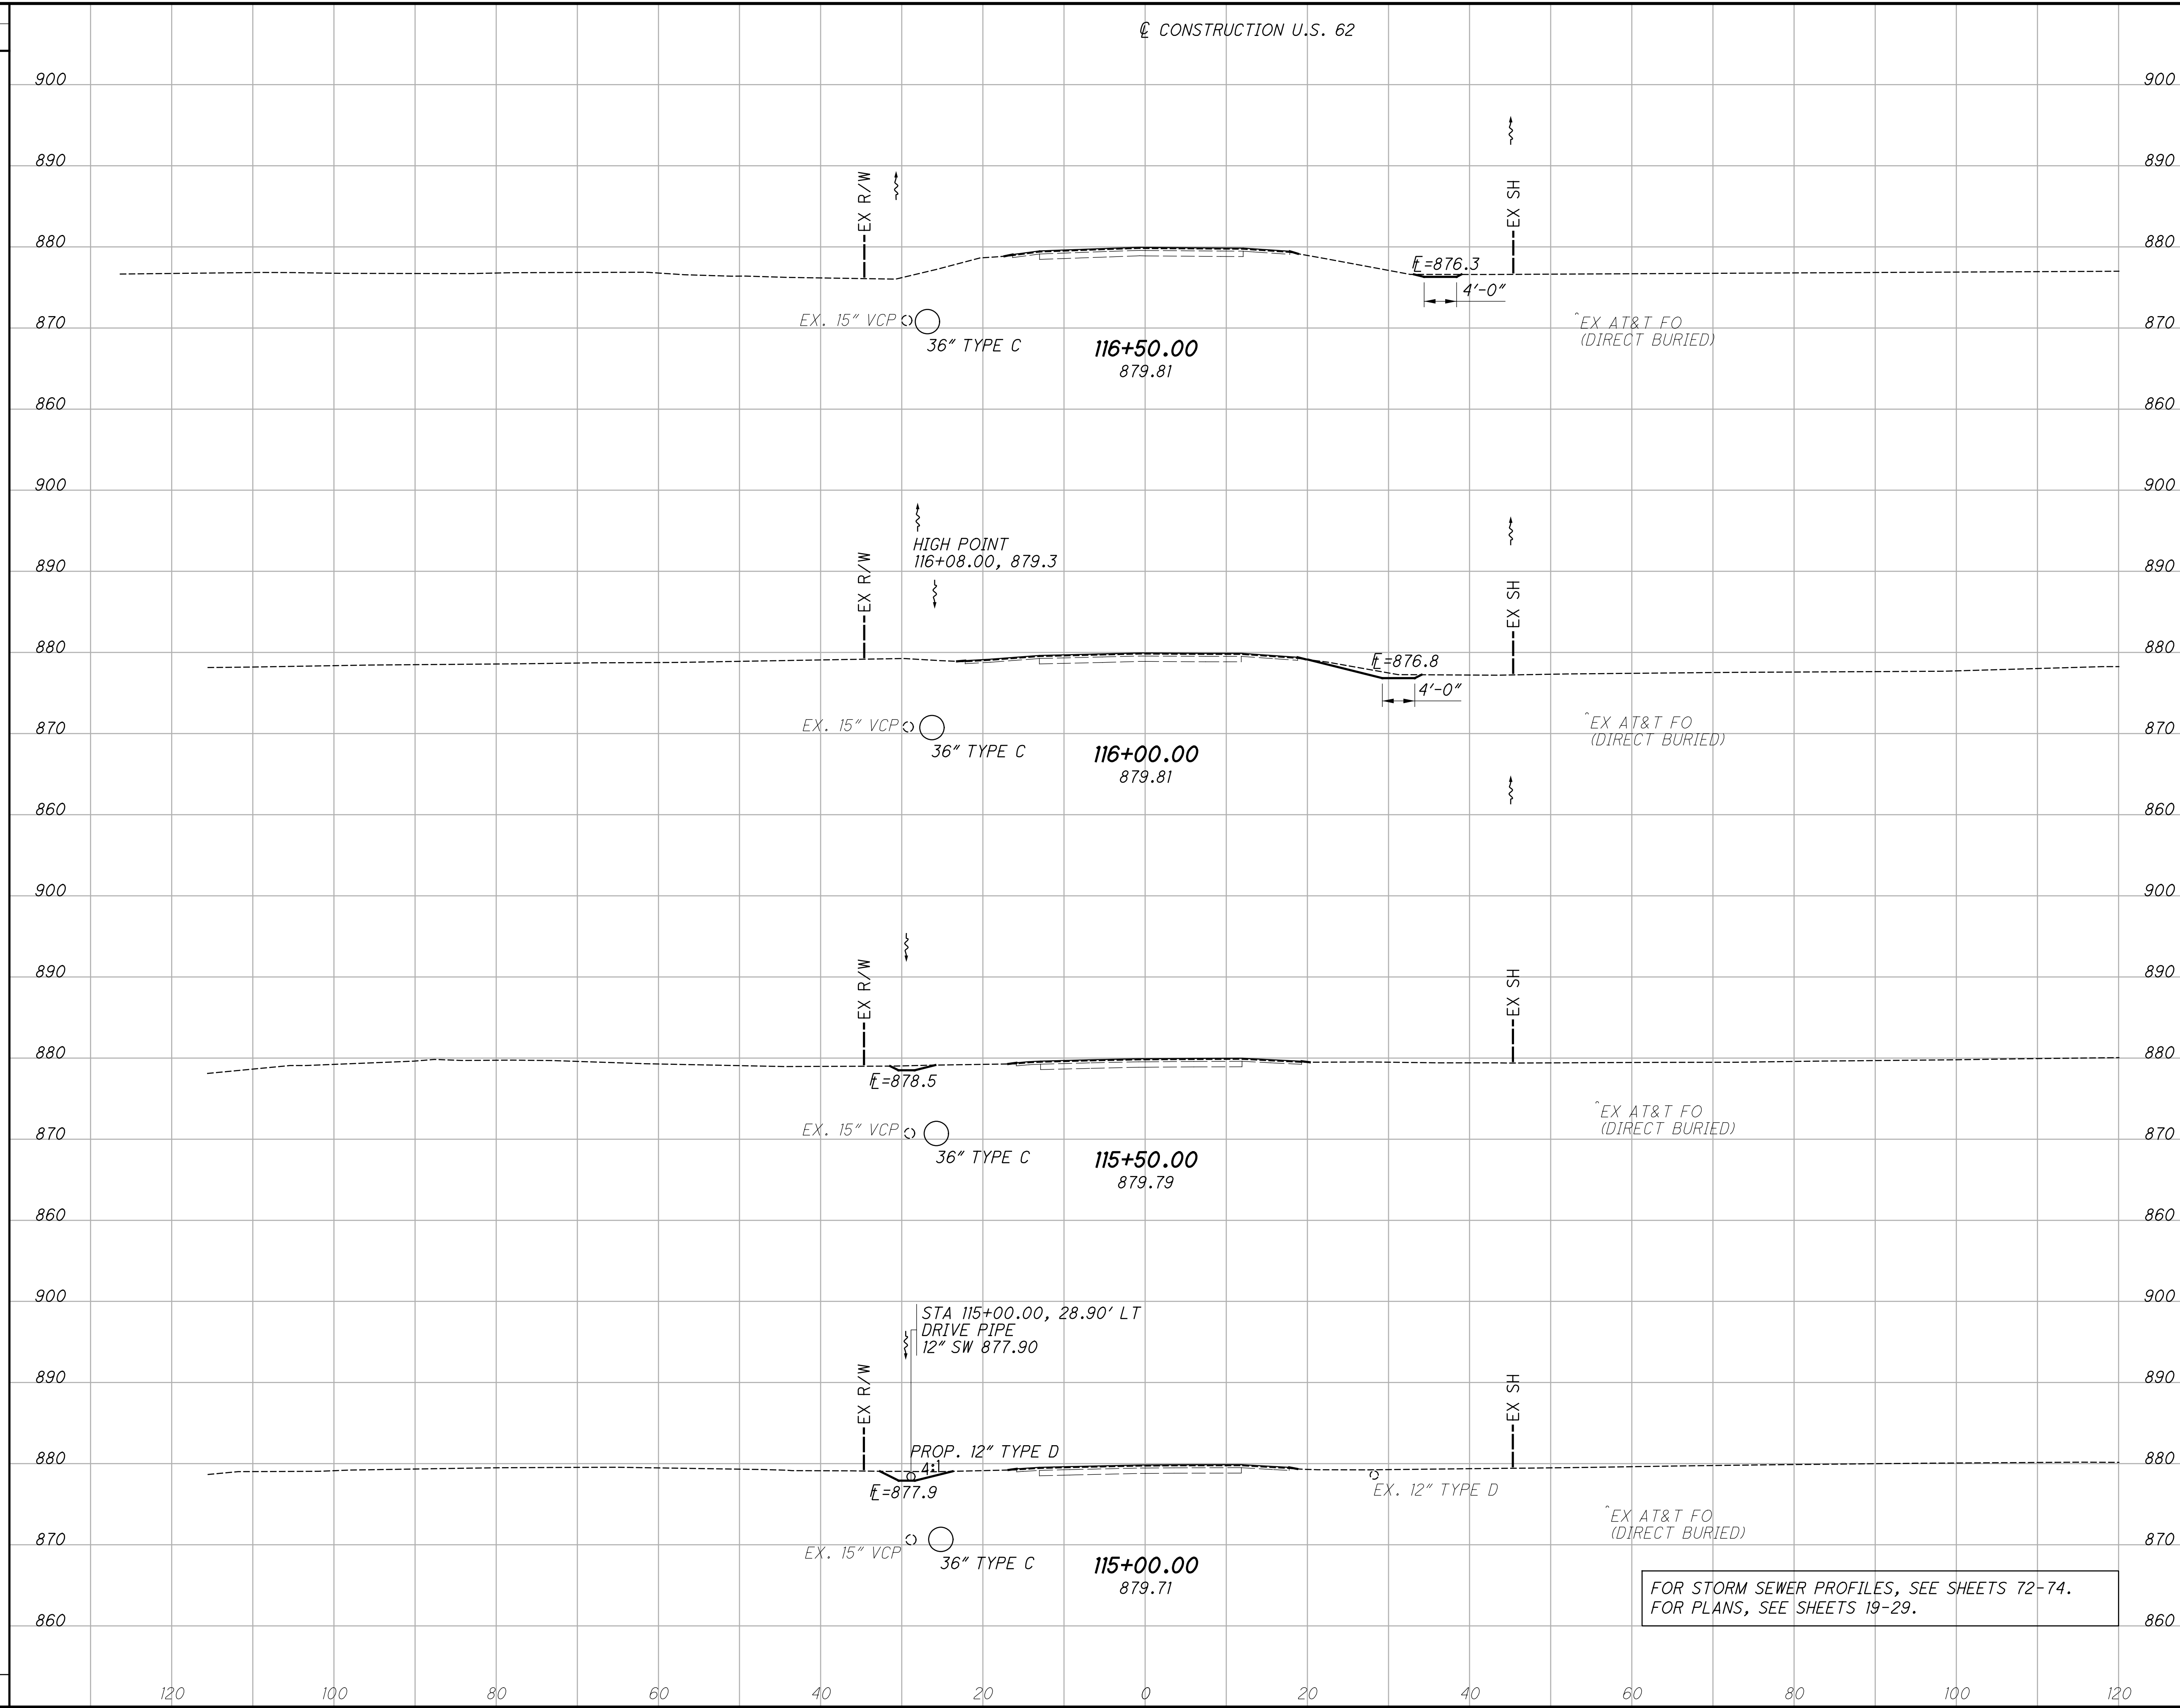 ℄ CONSTRUCTION U.S. 62
900 900
890 890
EX R/W
EX SH
880 880
℄=876.3
4'-0"
EX. 15" VCP
36" TYPE C
870 870
^EX AT&T FO
(DIRECT BURIED)
116+50.00
879.81
860 860
900 900
HIGH POINT
116+08.00, 879.3
890 890
EX R/W
EX SH
880 880
℄=876.8
4'-0"
EX. 15" VCP
36" TYPE C
870 870
^EX AT&T FO
(DIRECT BURIED)
116+00.00
879.81
860 860
900 900
890 890
EX R/W
EX SH
880 880
℄=878.5
EX. 15" VCP
36" TYPE C
870 870
^EX AT&T FO
(DIRECT BURIED)
115+50.00
879.79
860 860
900 900
STA 115+00.00, 28.90' LT
DRIVE PIPE
12" SW 877.90
890 890
EX R/W
EX SH
PROP. 12" TYPE D
880 880
4:1
℄=877.9
EX. 12" TYPE D
EX. 15" VCP
36" TYPE C
870 870
^EX AT&T FO
(DIRECT BURIED)
115+00.00
879.71
FOR STORM SEWER PROFILES, SEE SHEETS 72-74.
FOR PLANS, SEE SHEETS 19-29.
860 860
120 100 80 60 40 20 0 20 40 60 80 100 120